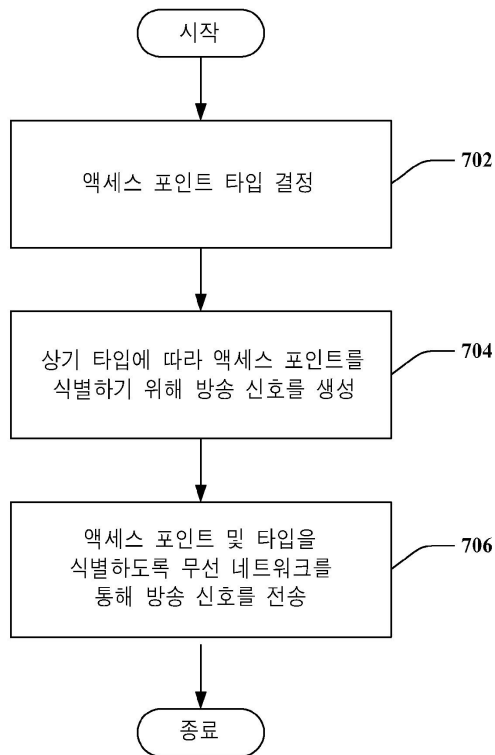 시작
액세스 포인트 타입 결정
702
상기 타입에 따라 액세스 포인트를
식별하기 위해 방송 신호를 생성
704
액세스 포인트 및 타입을
식별하도록 무선 네트워크를
통해 방송 신호를 전송
706
종료